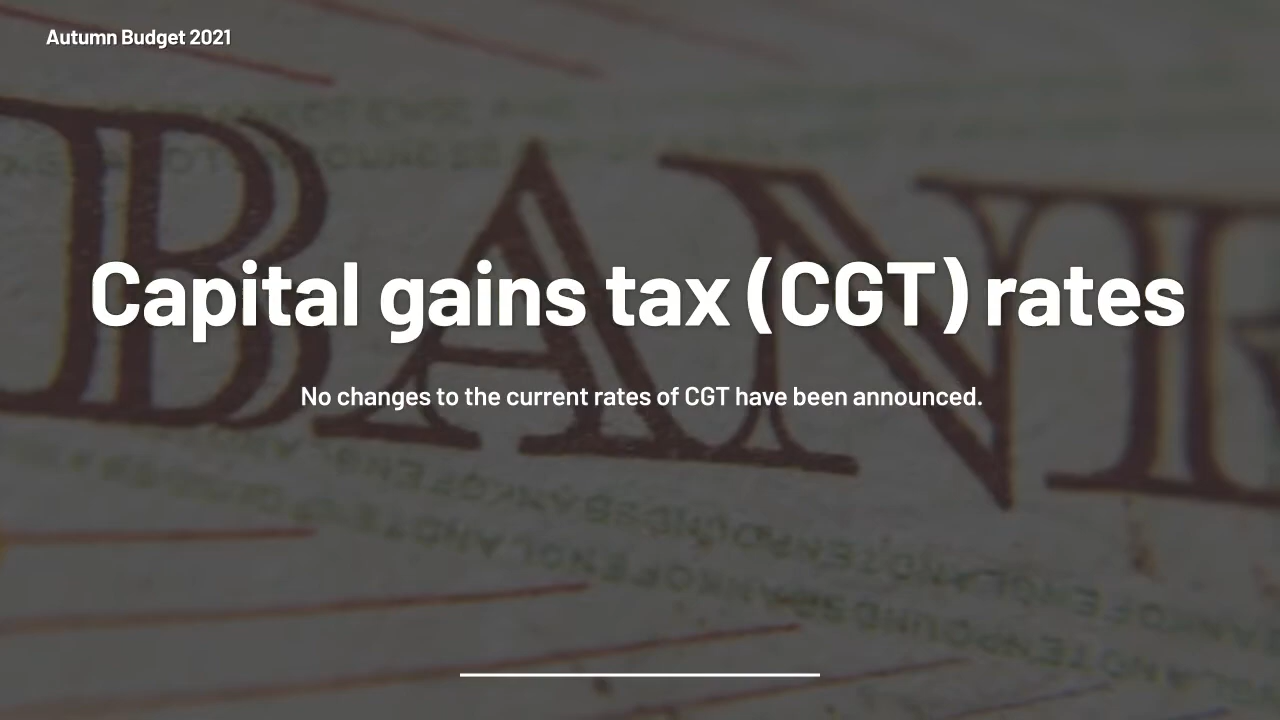 Autumn Budget 2021
BANK
Capital gains tax (CGT) rates
No changes to the current rates of CGT have been announced.